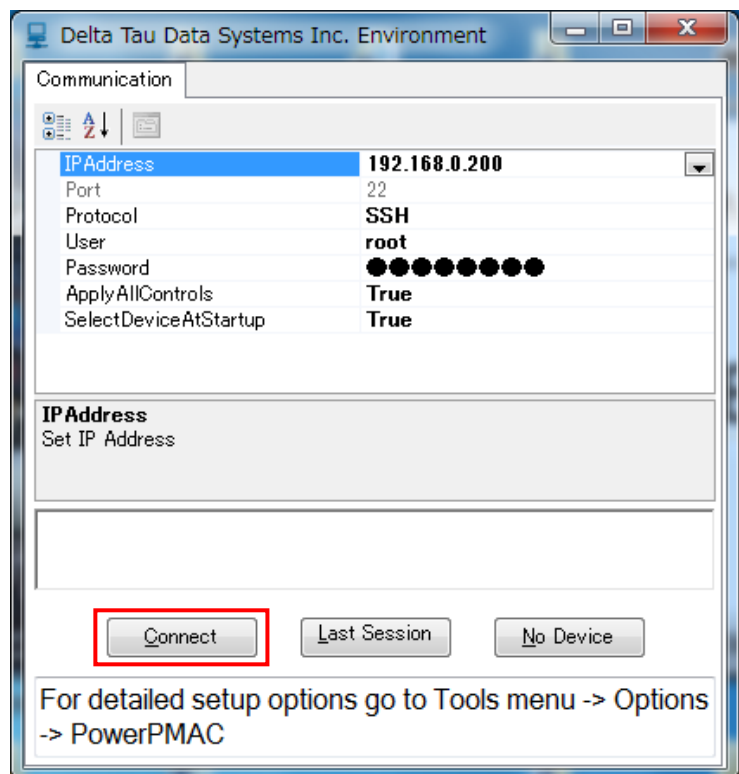 Delta Tau Data Systems Inc. Environment
Communication
IPAddress 192.168.0.200
Port 22
Protocol SSH
User root
Password ●●●●●●●●
ApplyAllControls True
SelectDeviceAtStartup True
IPAddress
Set IP Address
Connect Last Session No Device
For detailed setup options go to Tools menu -> Options
-> PowerPMAC